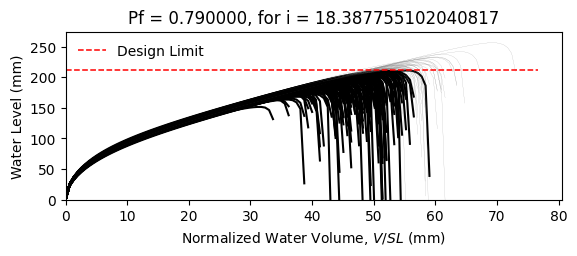 Pf = 0.790000, for i = 18.387755102040817
Design Limit
Water Level (mm)
250
200
150
100
50
0
0 10 20 30 40 50 60 70 80
Normalized Water Volume, V/SL (mm)